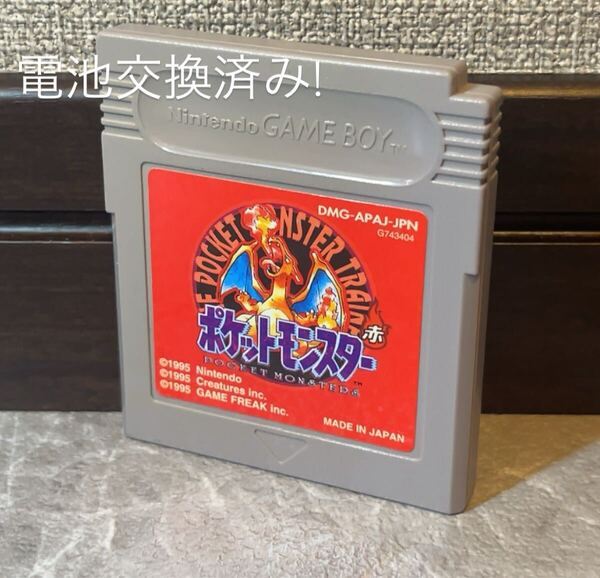 電池交換済み!
Nintendo GAME BOY™
DMG-APAJ-JPN
G743404
POCKET MONSTER TRAINER
ポケットモンスター 赤
POCKET MONSTERS
©1995 Nintendo
©1995 Creatures inc.
©1995 GAME FREAK inc.
MADE IN JAPAN